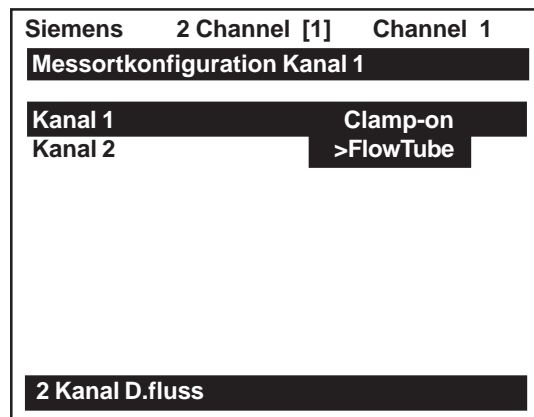 Siemens 2 Channel [1] Channel 1
Messortkonfiguration Kanal 1
Kanal 1 Clamp-on
Kanal 2 >FlowTube
2 Kanal D.fluss